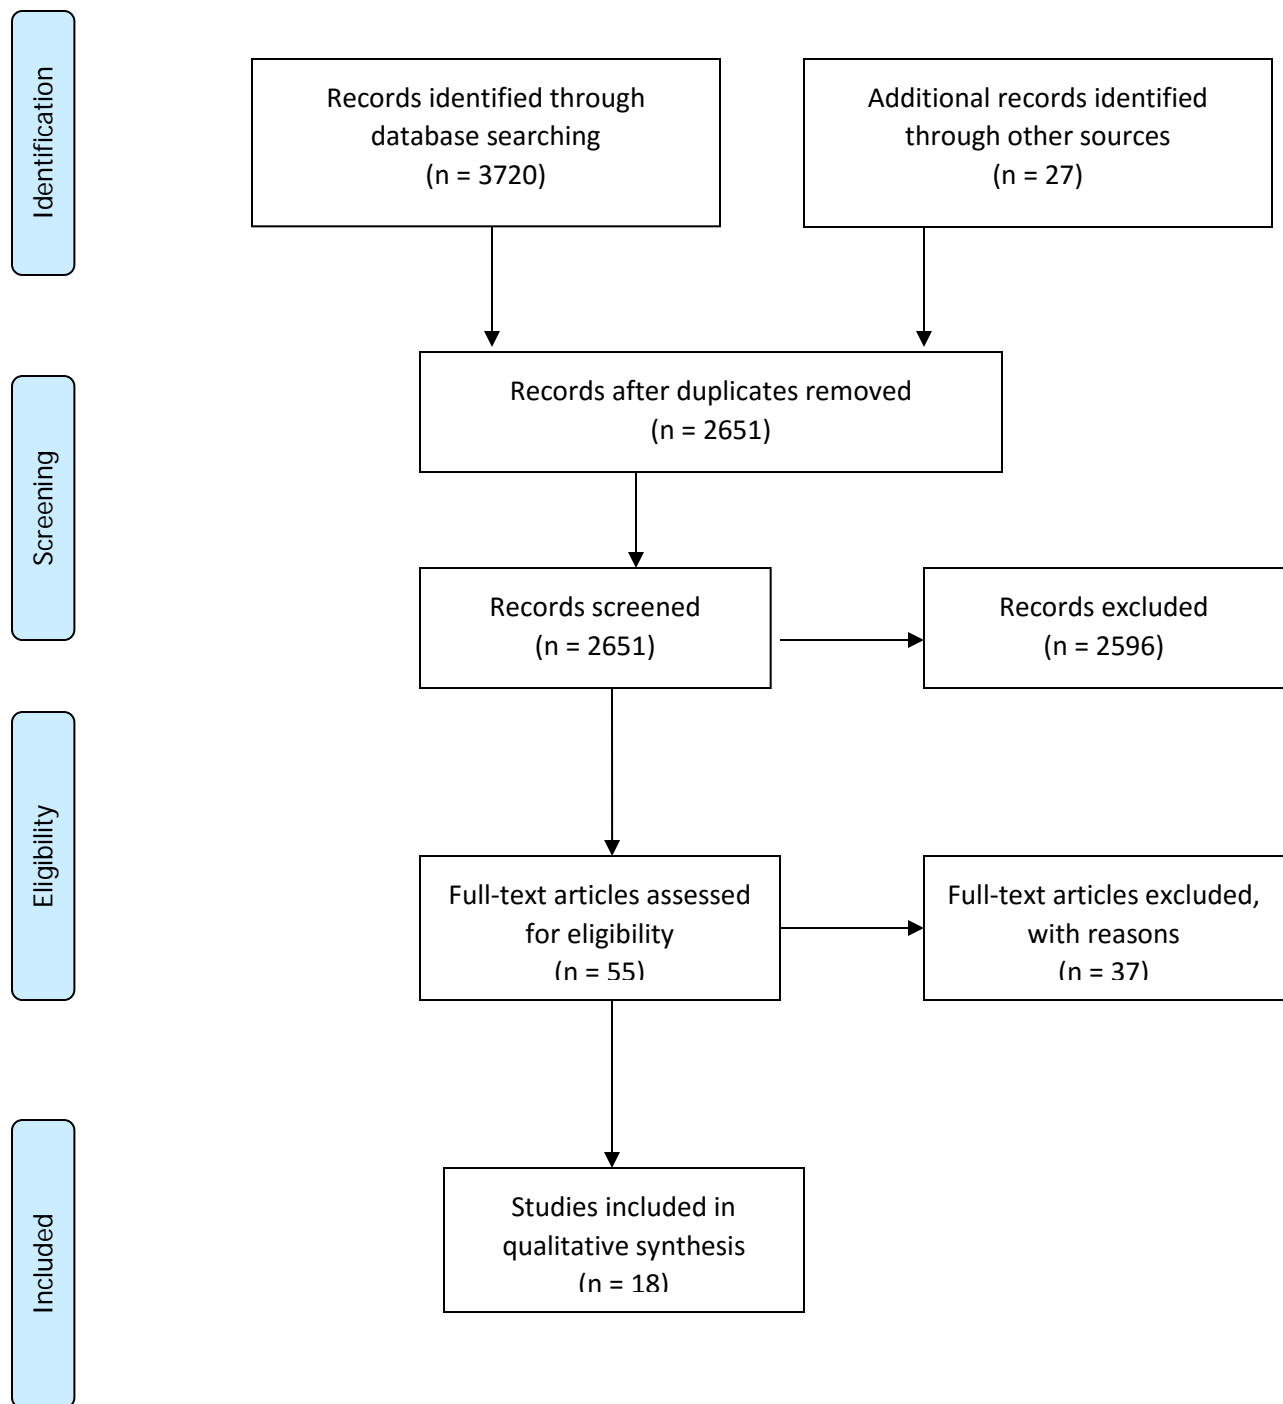 Identification
Records identified through
database searching
(n = 3720)
Additional records identified
through other sources
(n = 27)
Records after duplicates removed
(n = 2651)
Screening
Records screened
(n = 2651)
Records excluded
(n = 2596)
Eligibility
Full-text articles assessed
for eligibility
(n = 55)
Full-text articles excluded,
with reasons
(n = 37)
Included
Studies included in
qualitative synthesis
(n = 18)